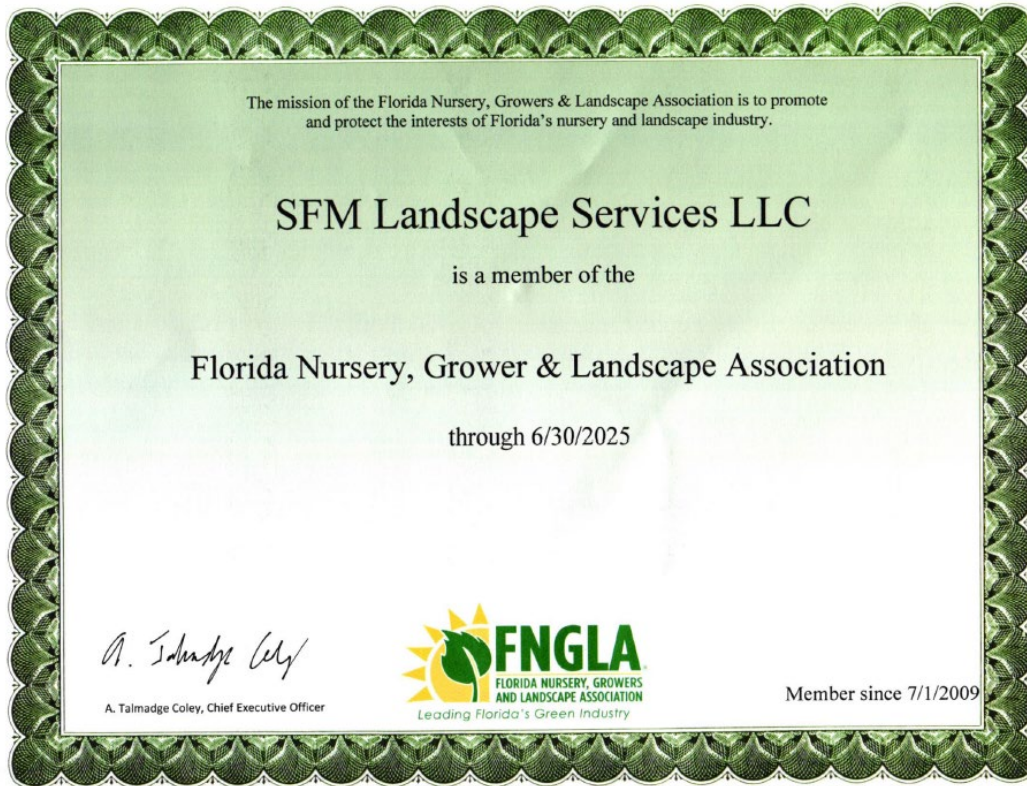 The mission of the Florida Nursery, Growers & Landscape Association is to promote
and protect the interests of Florida's nursery and landscape industry.
SFM Landscape Services LLC
is a member of the
Florida Nursery, Grower & Landscape Association
through 6/30/2025
A. Talmadge Coley
A. Talmadge Coley, Chief Executive Officer
FNGLA
FLORIDA NURSERY, GROWERS
AND LANDSCAPE ASSOCIATION
Leading Florida's Green Industry
Member since 7/1/2009